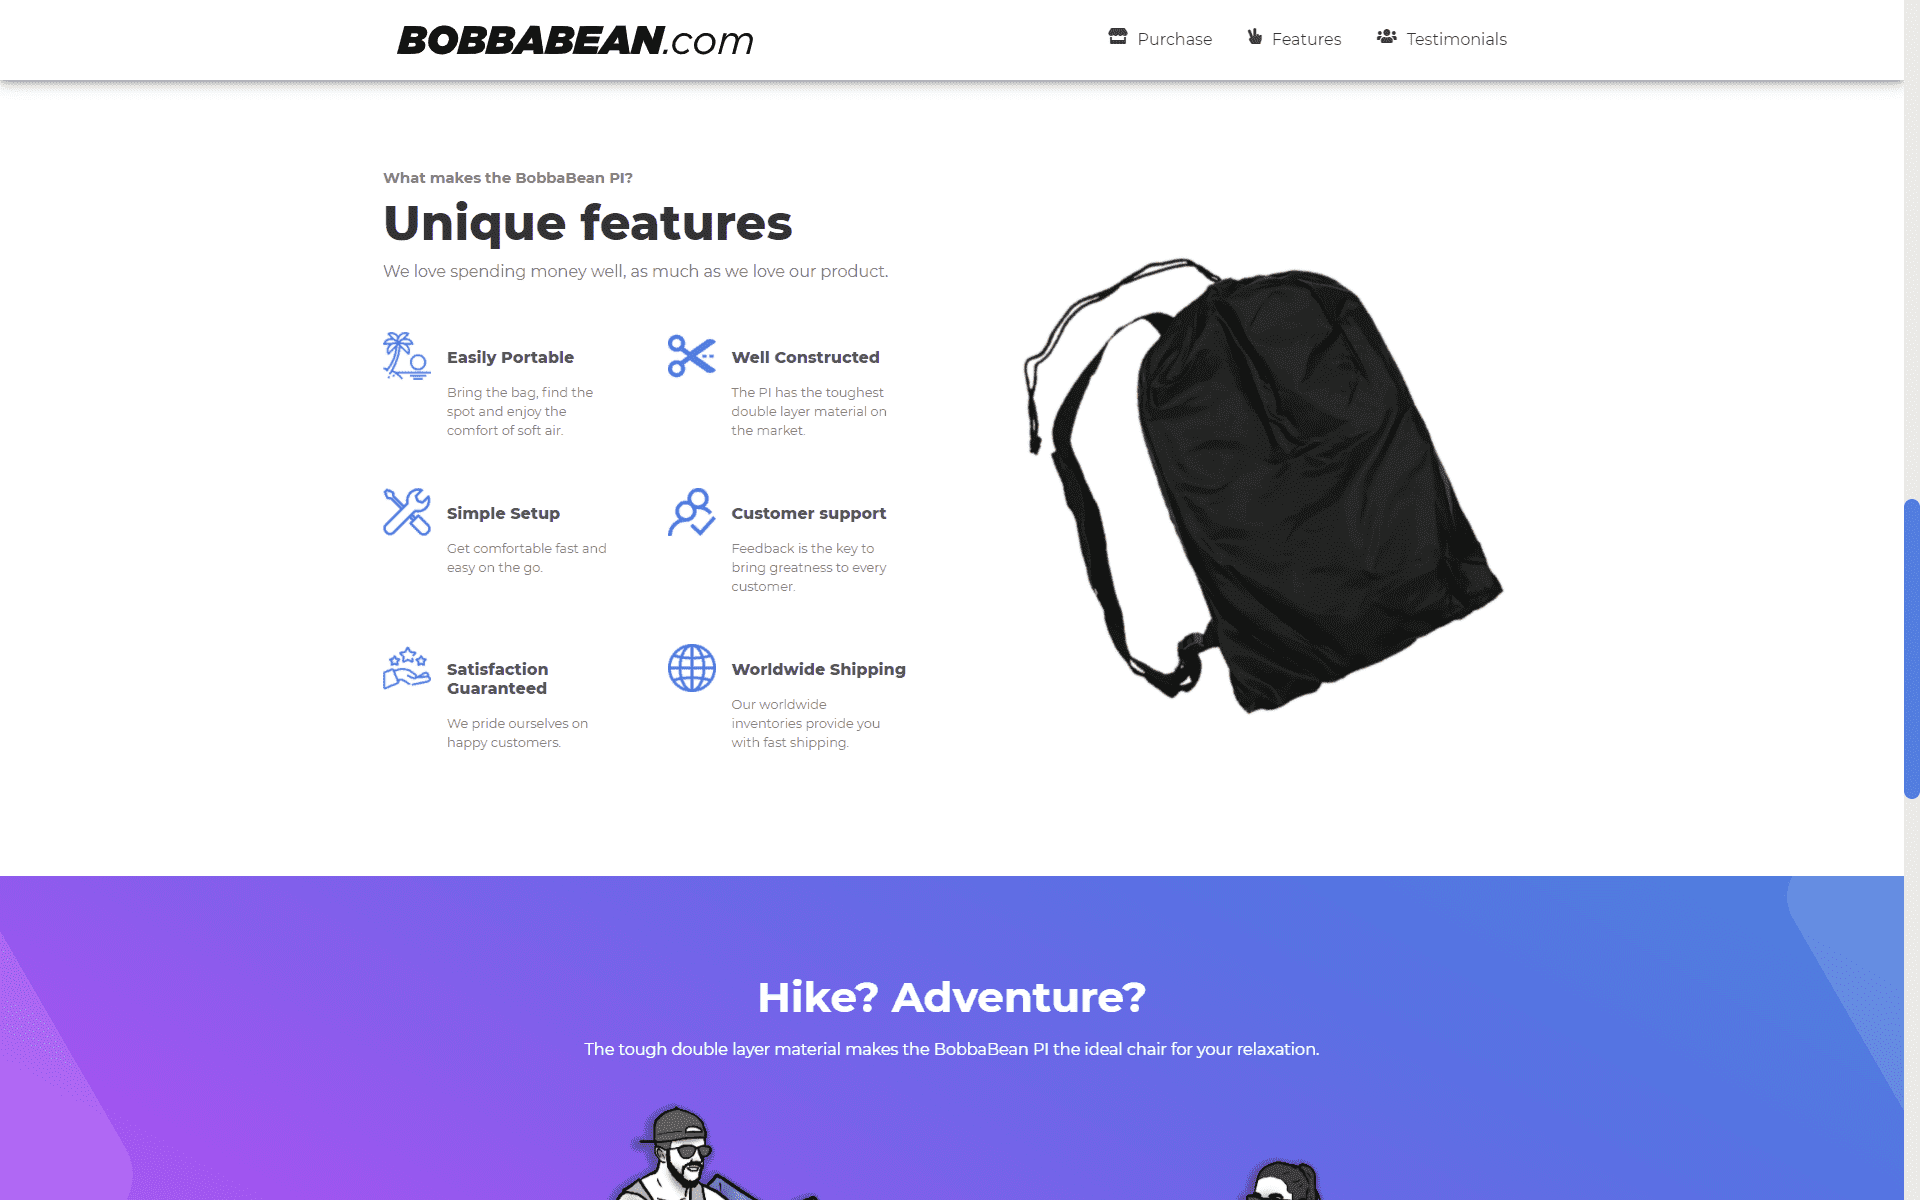 BOBBABEAN.com
Purchase
Features
Testimonials
What makes the BobbaBean PI?
Unique features
We love spending money well, as much as we love our product.
Easily Portable
Bring the bag, find the
spot and enjoy the
comfort of soft air.
Well Constructed
The PI has the toughest
double layer material on
the market.
Simple Setup
Get comfortable fast and
easy on the go.
Customer support
Feedback is the key to
bring greatness to every
customer.
Satisfaction
Guaranteed
We pride ourselves on
happy customers.
Worldwide Shipping
Our worldwide
inventories provide you
with fast shipping.
Hike? Adventure?
The tough double layer material makes the BobbaBean PI the ideal chair for your relaxation.